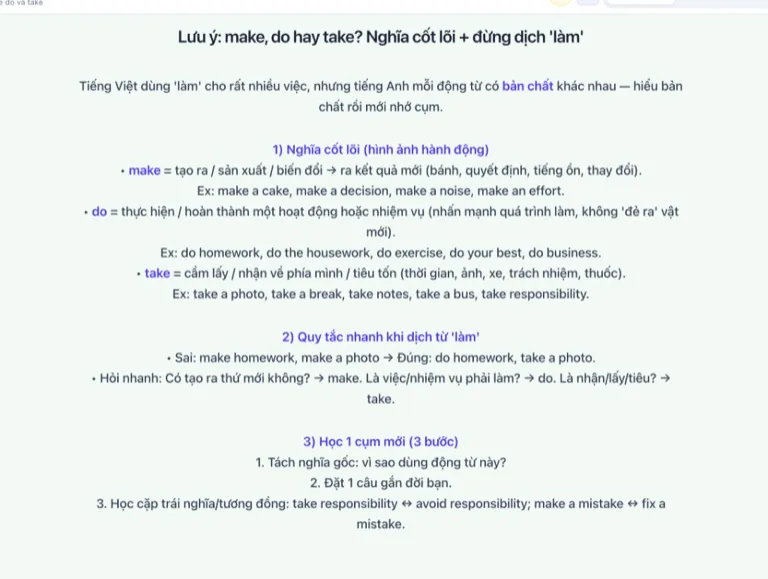 do và take
Lưu ý: make, do hay take? Nghĩa cốt lõi + đừng dịch 'làm'
Tiếng Việt dùng 'làm' cho rất nhiều việc, nhưng tiếng Anh mỗi động từ có bản chất khác nhau — hiểu bản
chất rồi mới nhớ cụm.
1) Nghĩa cốt lõi (hình ảnh hành động)
• make = tạo ra / sản xuất / biến đổi → ra kết quả mới (bánh, quyết định, tiếng ồn, thay đổi).
Ex: make a cake, make a decision, make a noise, make an effort.
• do = thực hiện / hoàn thành một hoạt động hoặc nhiệm vụ (nhấn mạnh quá trình làm, không 'đẻ ra' vật
mới).
Ex: do homework, do the housework, do exercise, do your best, do business.
• take = cầm lấy / nhận về phía mình / tiêu tốn (thời gian, ảnh, xe, trách nhiệm, thuốc).
Ex: take a photo, take a break, take notes, take a bus, take responsibility.
2) Quy tắc nhanh khi dịch từ 'làm'
• Sai: make homework, make a photo → Đúng: do homework, take a photo.
• Hỏi nhanh: Có tạo ra thứ mới không? → make. Là việc/nhiệm vụ phải làm? → do. Là nhận/lấy/tiêu? →
take.
3) Học 1 cụm mới (3 bước)
1. Tách nghĩa gốc: vì sao dùng động từ này?
2. Đặt 1 câu gắn đời bạn.
3. Học cặp trái nghĩa/tương đồng: take responsibility ↔ avoid responsibility; make a mistake ↔ fix a
mistake.